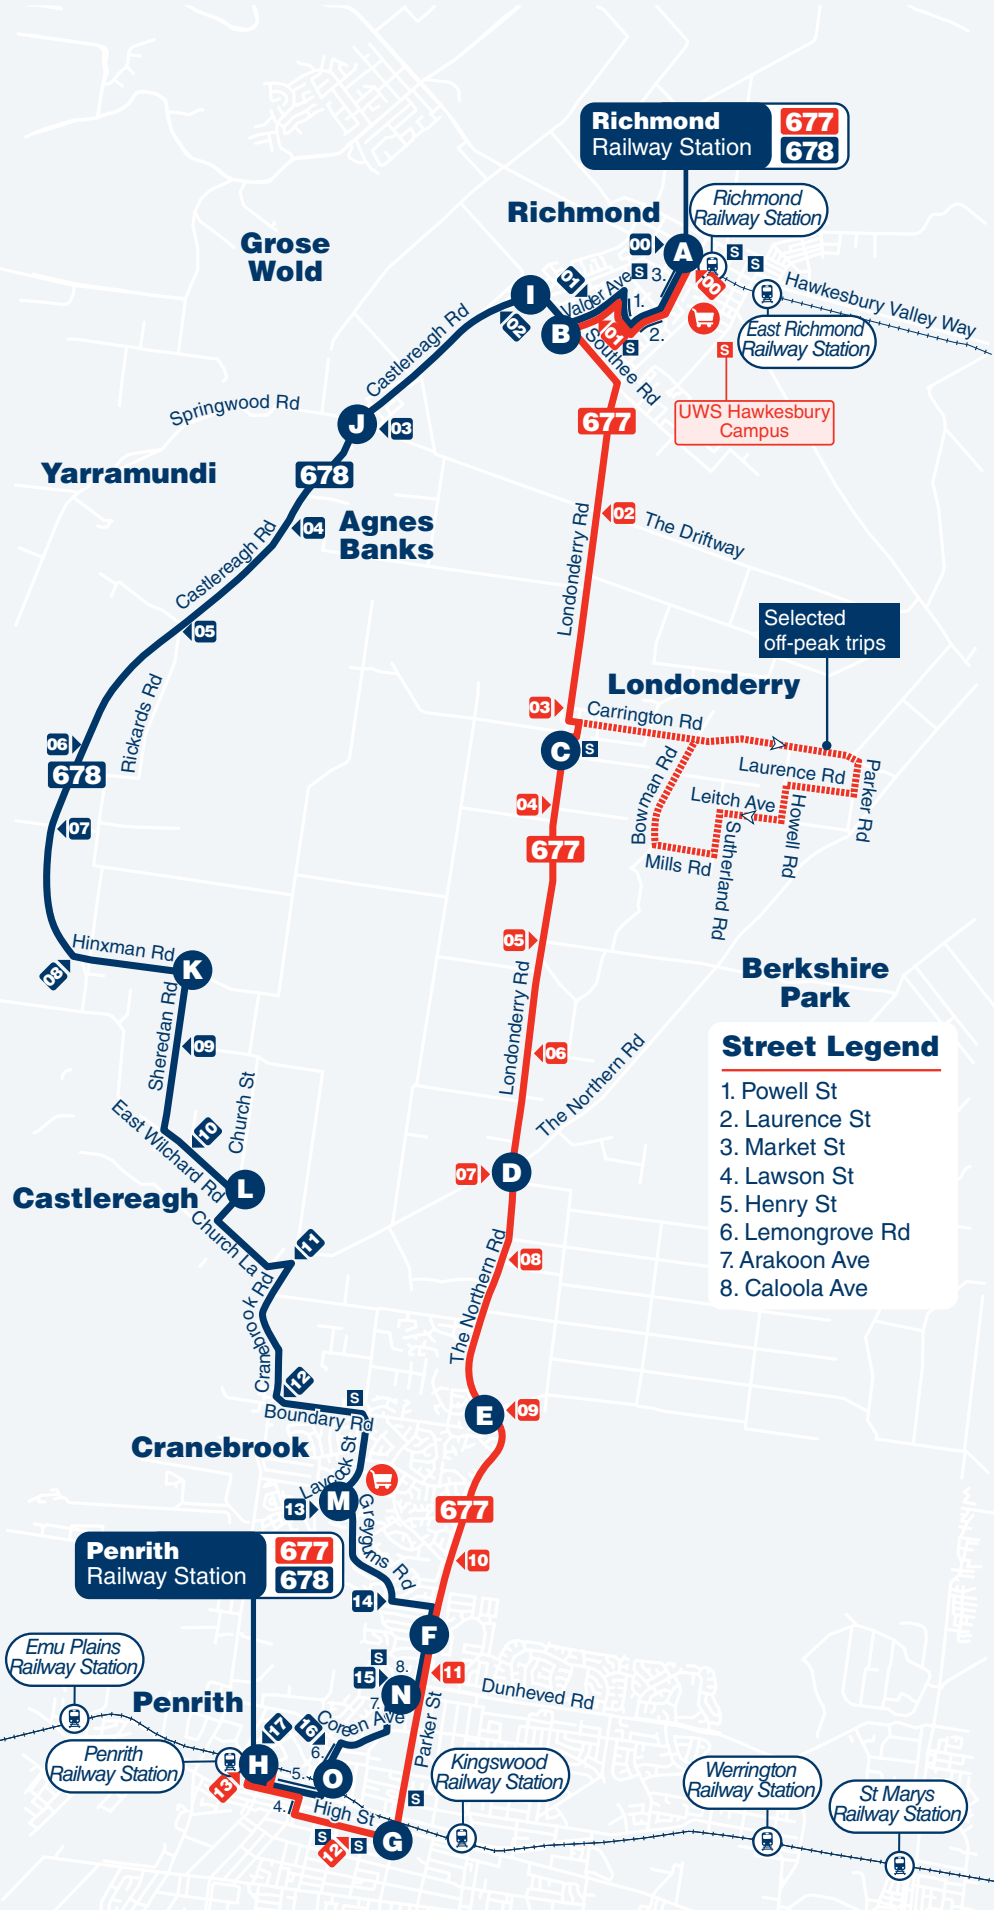 Richmond
Railway Station
677
678
Richmond
Railway Station
Richmond
Grose
Wold
00
A
S
S
S
3.
00
01
Valder Ave
1.
2.
I
02
B
01
S
Southee Rd
Hawkesbury Valley Way
East Richmond
Railway Station
S
UWS Hawkesbury
Campus
Castlereagh Rd
Springwood Rd
J
03
677
Yarramundi
678
02
The Driftway
04
Agnes
Banks
Londonderry Rd
Castlereagh Rd
05
Selected
off-peak trips
Londonderry
Rickards Rd
03
Carrington Rd
06
678
C
S
Laurence Rd
Parker Rd
Bowman Rd
Leitch Ave
Howell Rd
04
07
677
Mills Rd
Sutherland Rd
Hinxman Rd
08
K
05
Berkshire
Park
Londonderry Rd
Sheredan Rd
09
06
The Northern Rd
Street Legend
1. Powell St
2. Laurence St
3. Market St
4. Lawson St
5. Henry St
6. Lemongrove Rd
7. Arakoon Ave
8. Caloola Ave
Church St
10
East Wilchard Rd
07
D
Castlereagh
L
Church La
11
08
The Northern Rd
Cranebrook Rd
12
S
Boundary Rd
E
09
Cranebrook
Laycock St
M
13
Greygums Rd
677
Penrith
Railway Station
677
678
10
14
F
Emu Plains
Railway Station
S
8.
15
11
N
7.
Dunheved Rd
Penrith
17
16
Coreen Ave
6.
Parker St
Penrith
Railway Station
H
5.
O
13
4.
High St
S
12
S
S
G
Kingswood
Railway Station
Werrington
Railway Station
St Marys
Railway Station